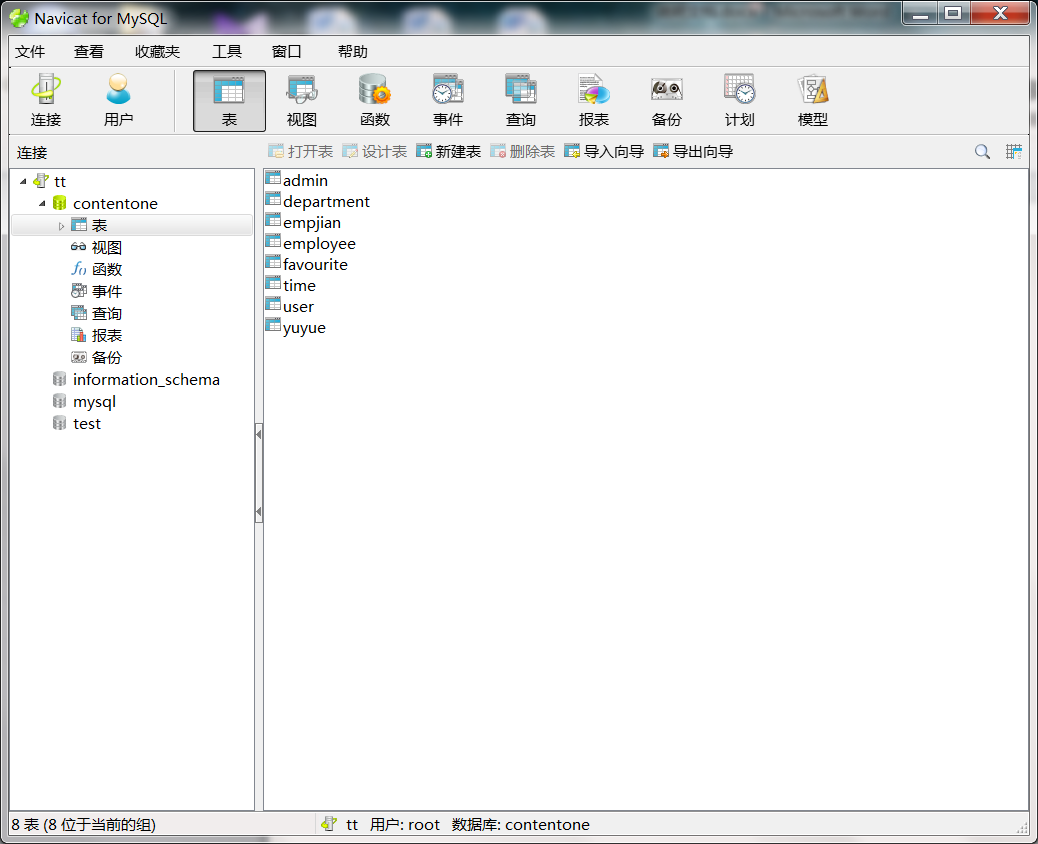 Navicat for MySQL
文件 查看 收藏夹 工具 窗口 帮助
连接 用户 表 视图 函数 事件 查询 报表 备份 计划 模型
连接 打开表 设计表 新建表 删除表 导入向导 导出向导
tt
contentone
表
视图
函数
事件
查询
报表
备份
information_schema
mysql
test
admin
department
empjian
employee
favourite
time
user
yuyue
8 表 (8 位于当前的组) tt 用户: root 数据库: contentone